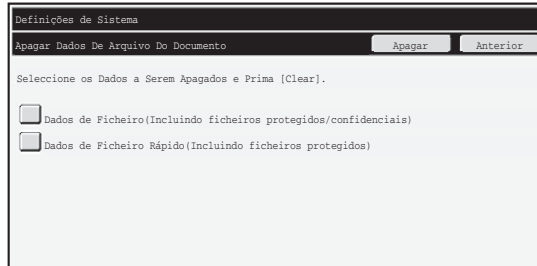 Definições de Sistema
Apagar Dados De Arquivo Do Documento Apagar Anterior
Seleccione os Dados a Serem Apagados e Prima [Clear].
Dados de Ficheiro(Incluindo ficheiros protegidos/confidenciais)
Dados de Ficheiro Rápido(Incluindo ficheiros protegidos)